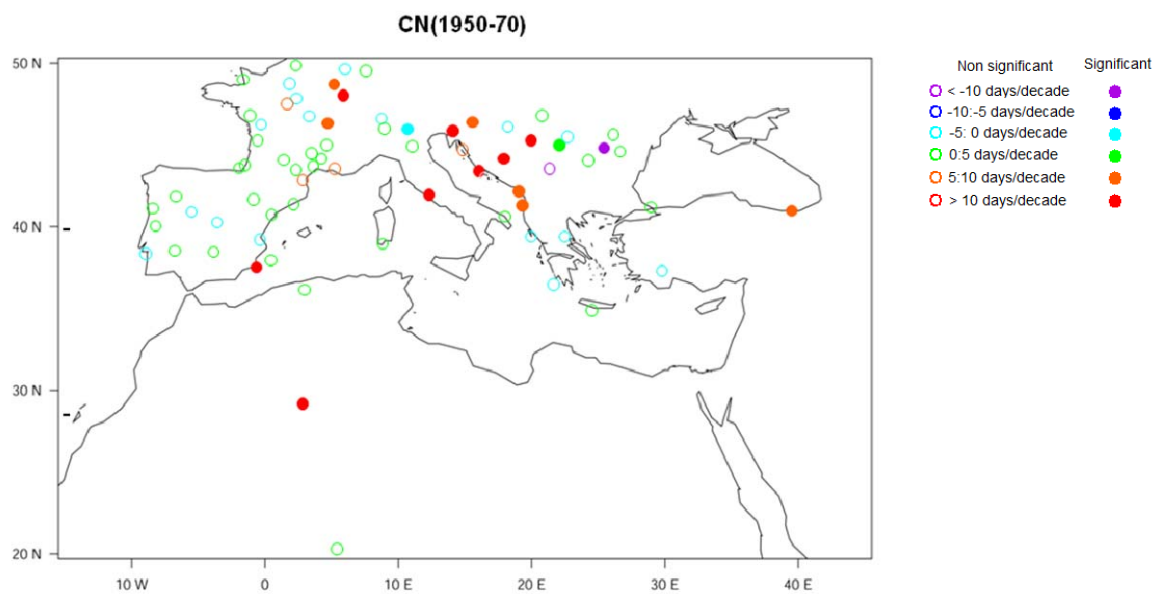 CN(1950-70)
50 N
40 N
30 N
20 N
10 W
0
10 E
20 E
30 E
40 E
Non significant Significant
< -10 days/decade
-10:-5 days/decade
-5: 0 days/decade
0:5 days/decade
5:10 days/decade
> 10 days/decade